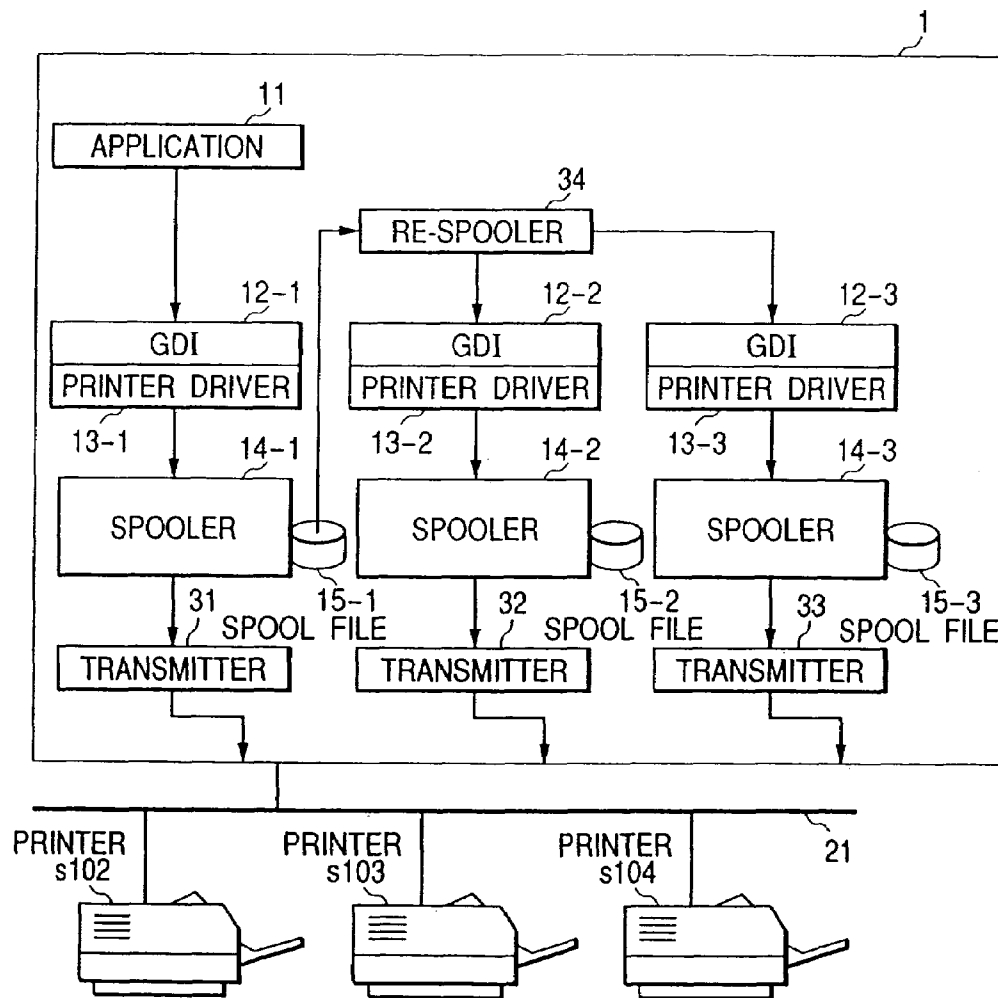 1
11
APPLICATION
34
RE-SPOOLER
12-1
12-2
12-3
GDI
GDI
GDI
PRINTER DRIVER
PRINTER DRIVER
PRINTER DRIVER
13-1
13-2
13-3
14-1
14-2
14-3
SPOOLER
SPOOLER
SPOOLER
15-1
15-2
15-3
31
SPOOL FILE
32
SPOOL FILE
33
SPOOL FILE
TRANSMITTER
TRANSMITTER
TRANSMITTER
21
PRINTER
s102
PRINTER
s103
PRINTER
s104